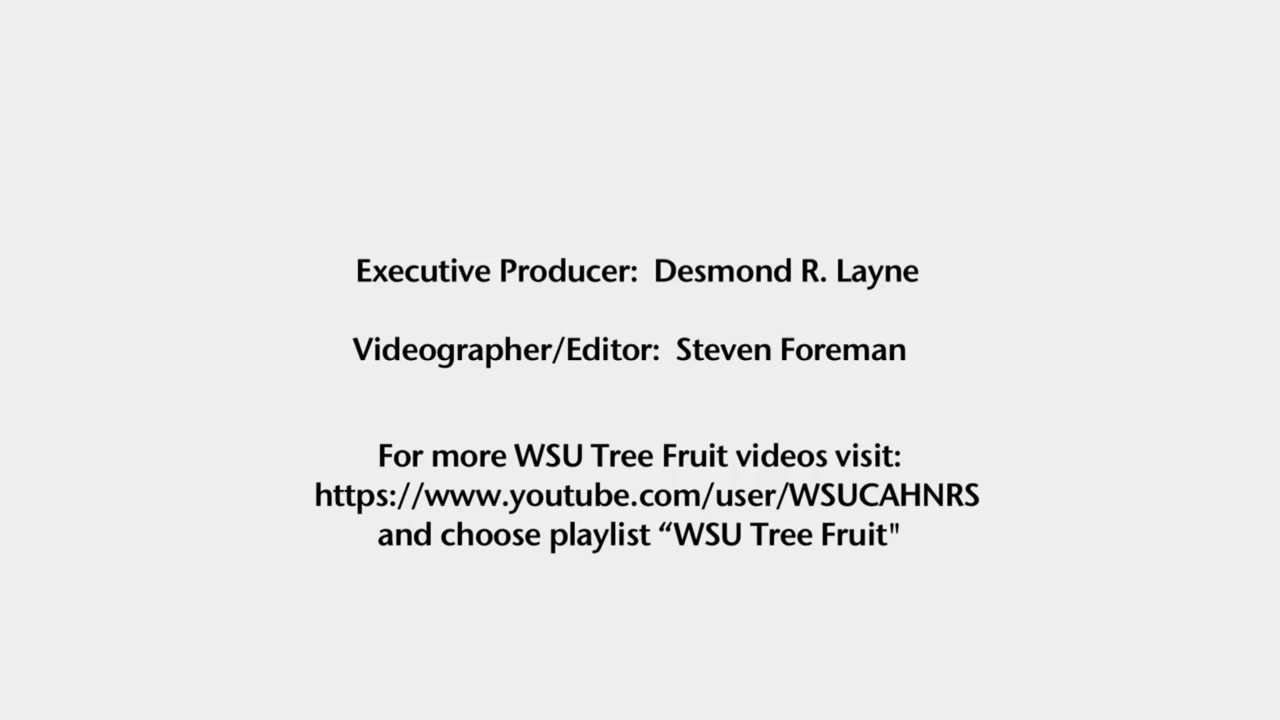 Executive Producer:  Desmond R. Layne
Videographer/Editor:  Steven Foreman
For more WSU Tree Fruit videos visit:
https://www.youtube.com/user/WSUCAHNRS
and choose playlist “WSU Tree Fruit"